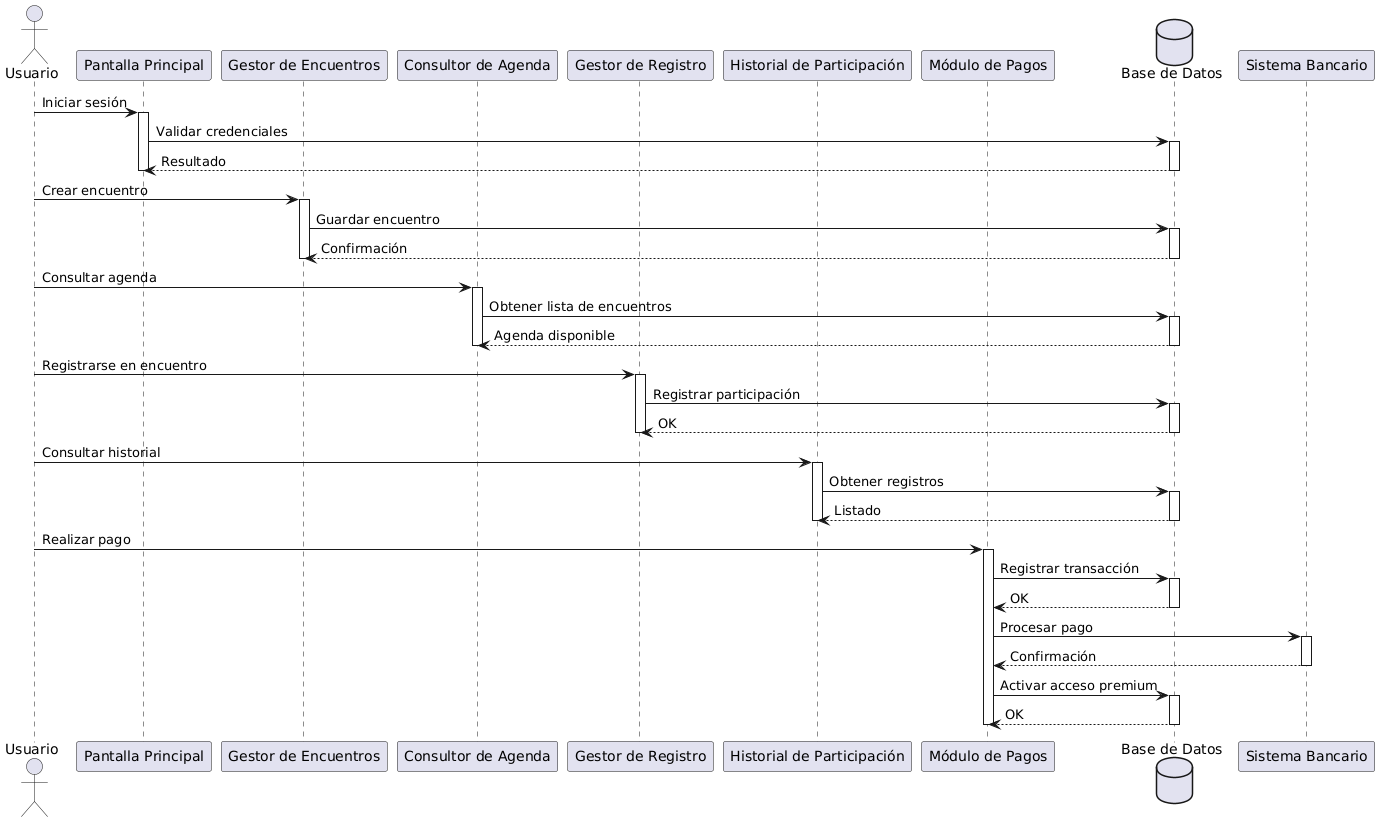 Usuario
Pantalla Principal
Gestor de Encuentros
Consultor de Agenda
Gestor de Registro
Historial de Participación
Módulo de Pagos
Base de Datos
Sistema Bancario
Iniciar sesión
Validar credenciales
Resultado
Crear encuentro
Guardar encuentro
Confirmación
Consultar agenda
Obtener lista de encuentros
Agenda disponible
Registrarse en encuentro
Registrar participación
OK
Consultar historial
Obtener registros
Listado
Realizar pago
Registrar transacción
OK
Procesar pago
Confirmación
Activar acceso premium
OK
Usuario
Pantalla Principal
Gestor de Encuentros
Consultor de Agenda
Gestor de Registro
Historial de Participación
Módulo de Pagos
Base de Datos
Sistema Bancario